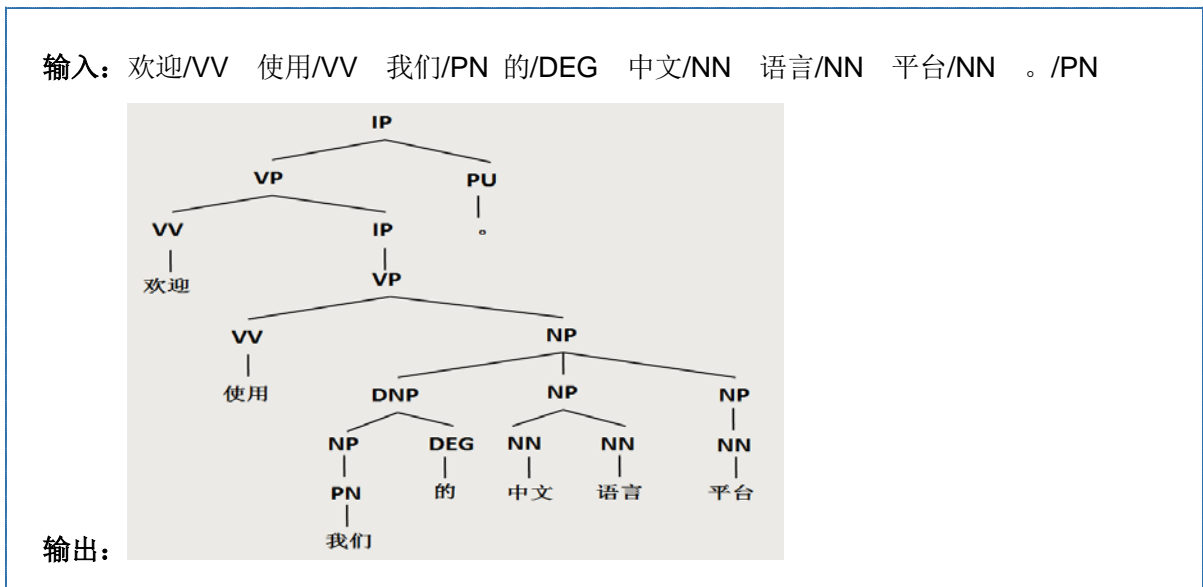 输入：欢迎/VV 使用/VV 我们/PN 的/DEG 中文/NN 语言/NN 平台/NN 。/PN
IP
VP PU
VV IP 。
欢迎 VP
VV NP
使用 DNP NP NP
NP DEG NN NN NN
PN 的 中文 语言 平台
我们
输出：